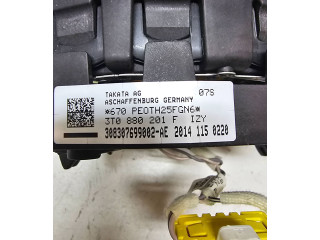 TAKATA AG 07S
ASCHAFFENBURG GERMANY
*670 PEOTH25FGN6*
3T0 880 201 F IZY
308307699002-AE 2014 115 0220